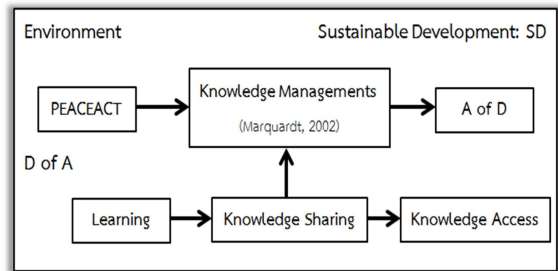 Environment
Sustainable Development: SD
Knowledge Managements
(Marquardt, 2002)
PEACEACT
A of D
D of A
Learning
Knowledge Sharing
Knowledge Access